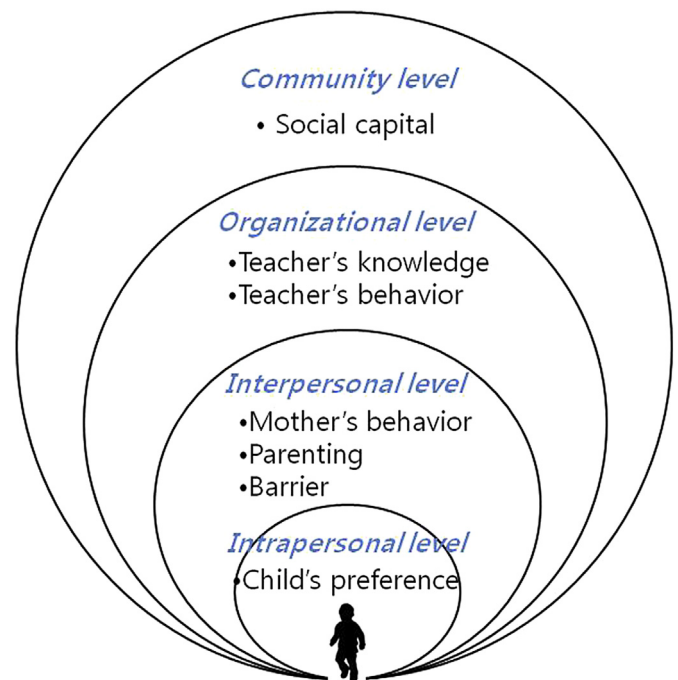 Community level
• Social capital
Organizational level
•Teacher's knowledge
•Teacher's behavior
Interpersonal level
•Mother's behavior
•Parenting
•Barrier
Intrapersonal level
•Child's preference